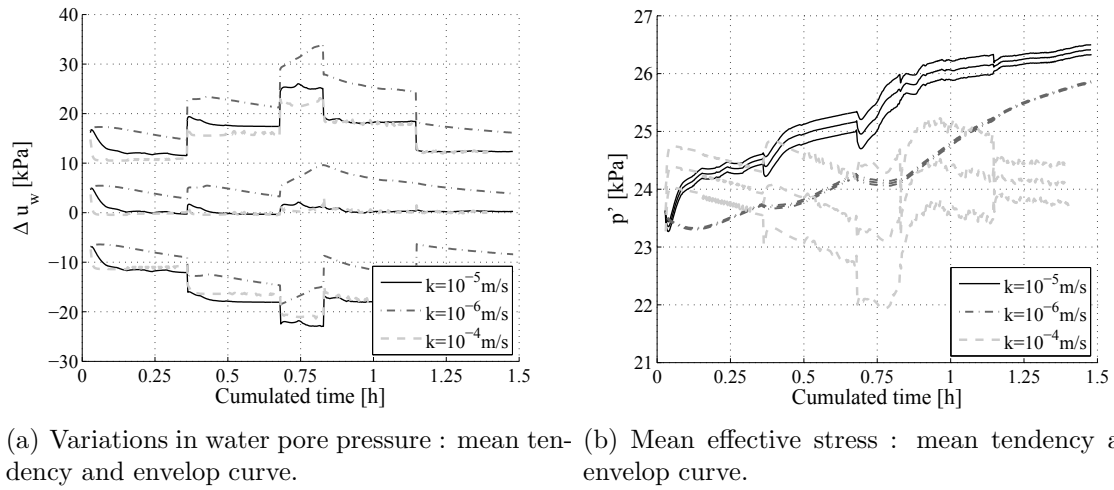 40
30
20
10
0
−10
−20
−30
Δ u_w [kPa]
0 0.25 0.5 0.75 1 1.25 1.5
Cumulated time [h]
k=10^−5 m/s
k=10^−6 m/s
k=10^−4 m/s
(a) Variations in water pore pressure : mean ten-
dency and envelop curve.
27
26
25
24
23
22
21
p' [kPa]
0 0.25 0.5 0.75 1 1.25 1.5
Cumulated time [h]
k=10^−5 m/s
k=10^−6 m/s
k=10^−4 m/s
(b) Mean effective stress : mean tendency a
envelop curve.